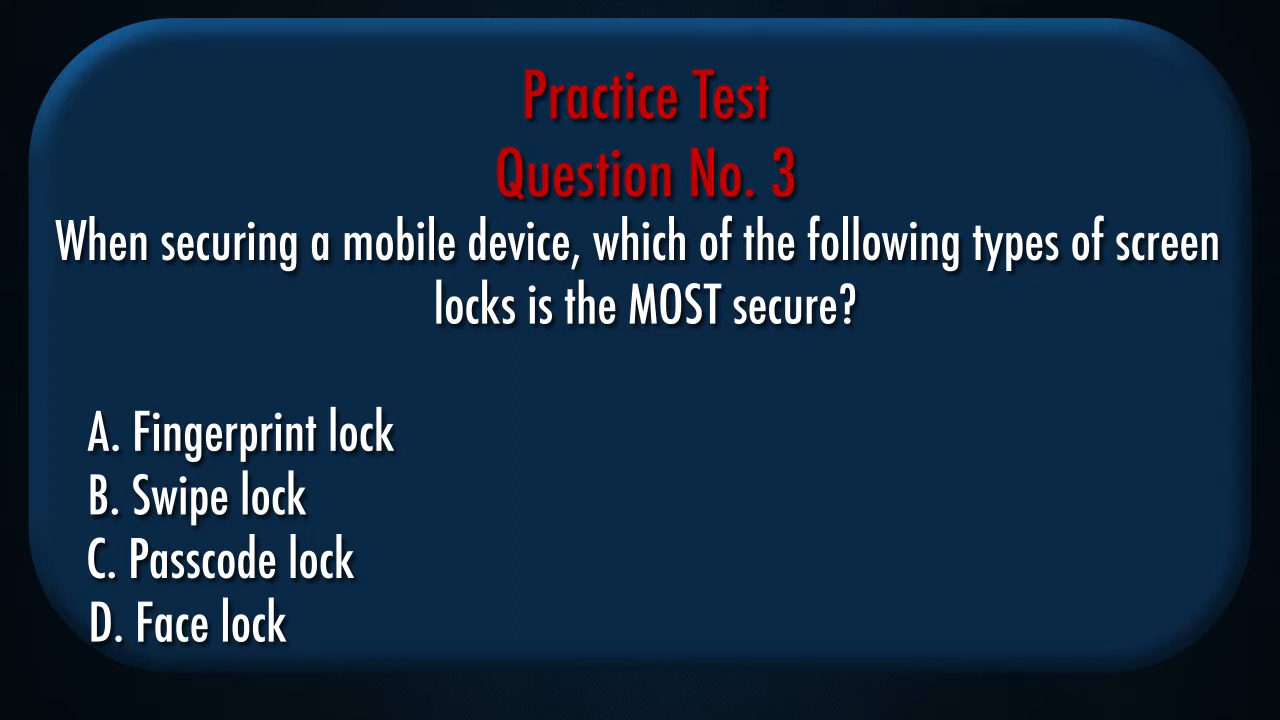 Practice Test
Question No. 3
When securing a mobile device, which of the following types of screen
locks is the MOST secure?
A. Fingerprint lock
B. Swipe lock
C. Passcode lock
D. Face lock